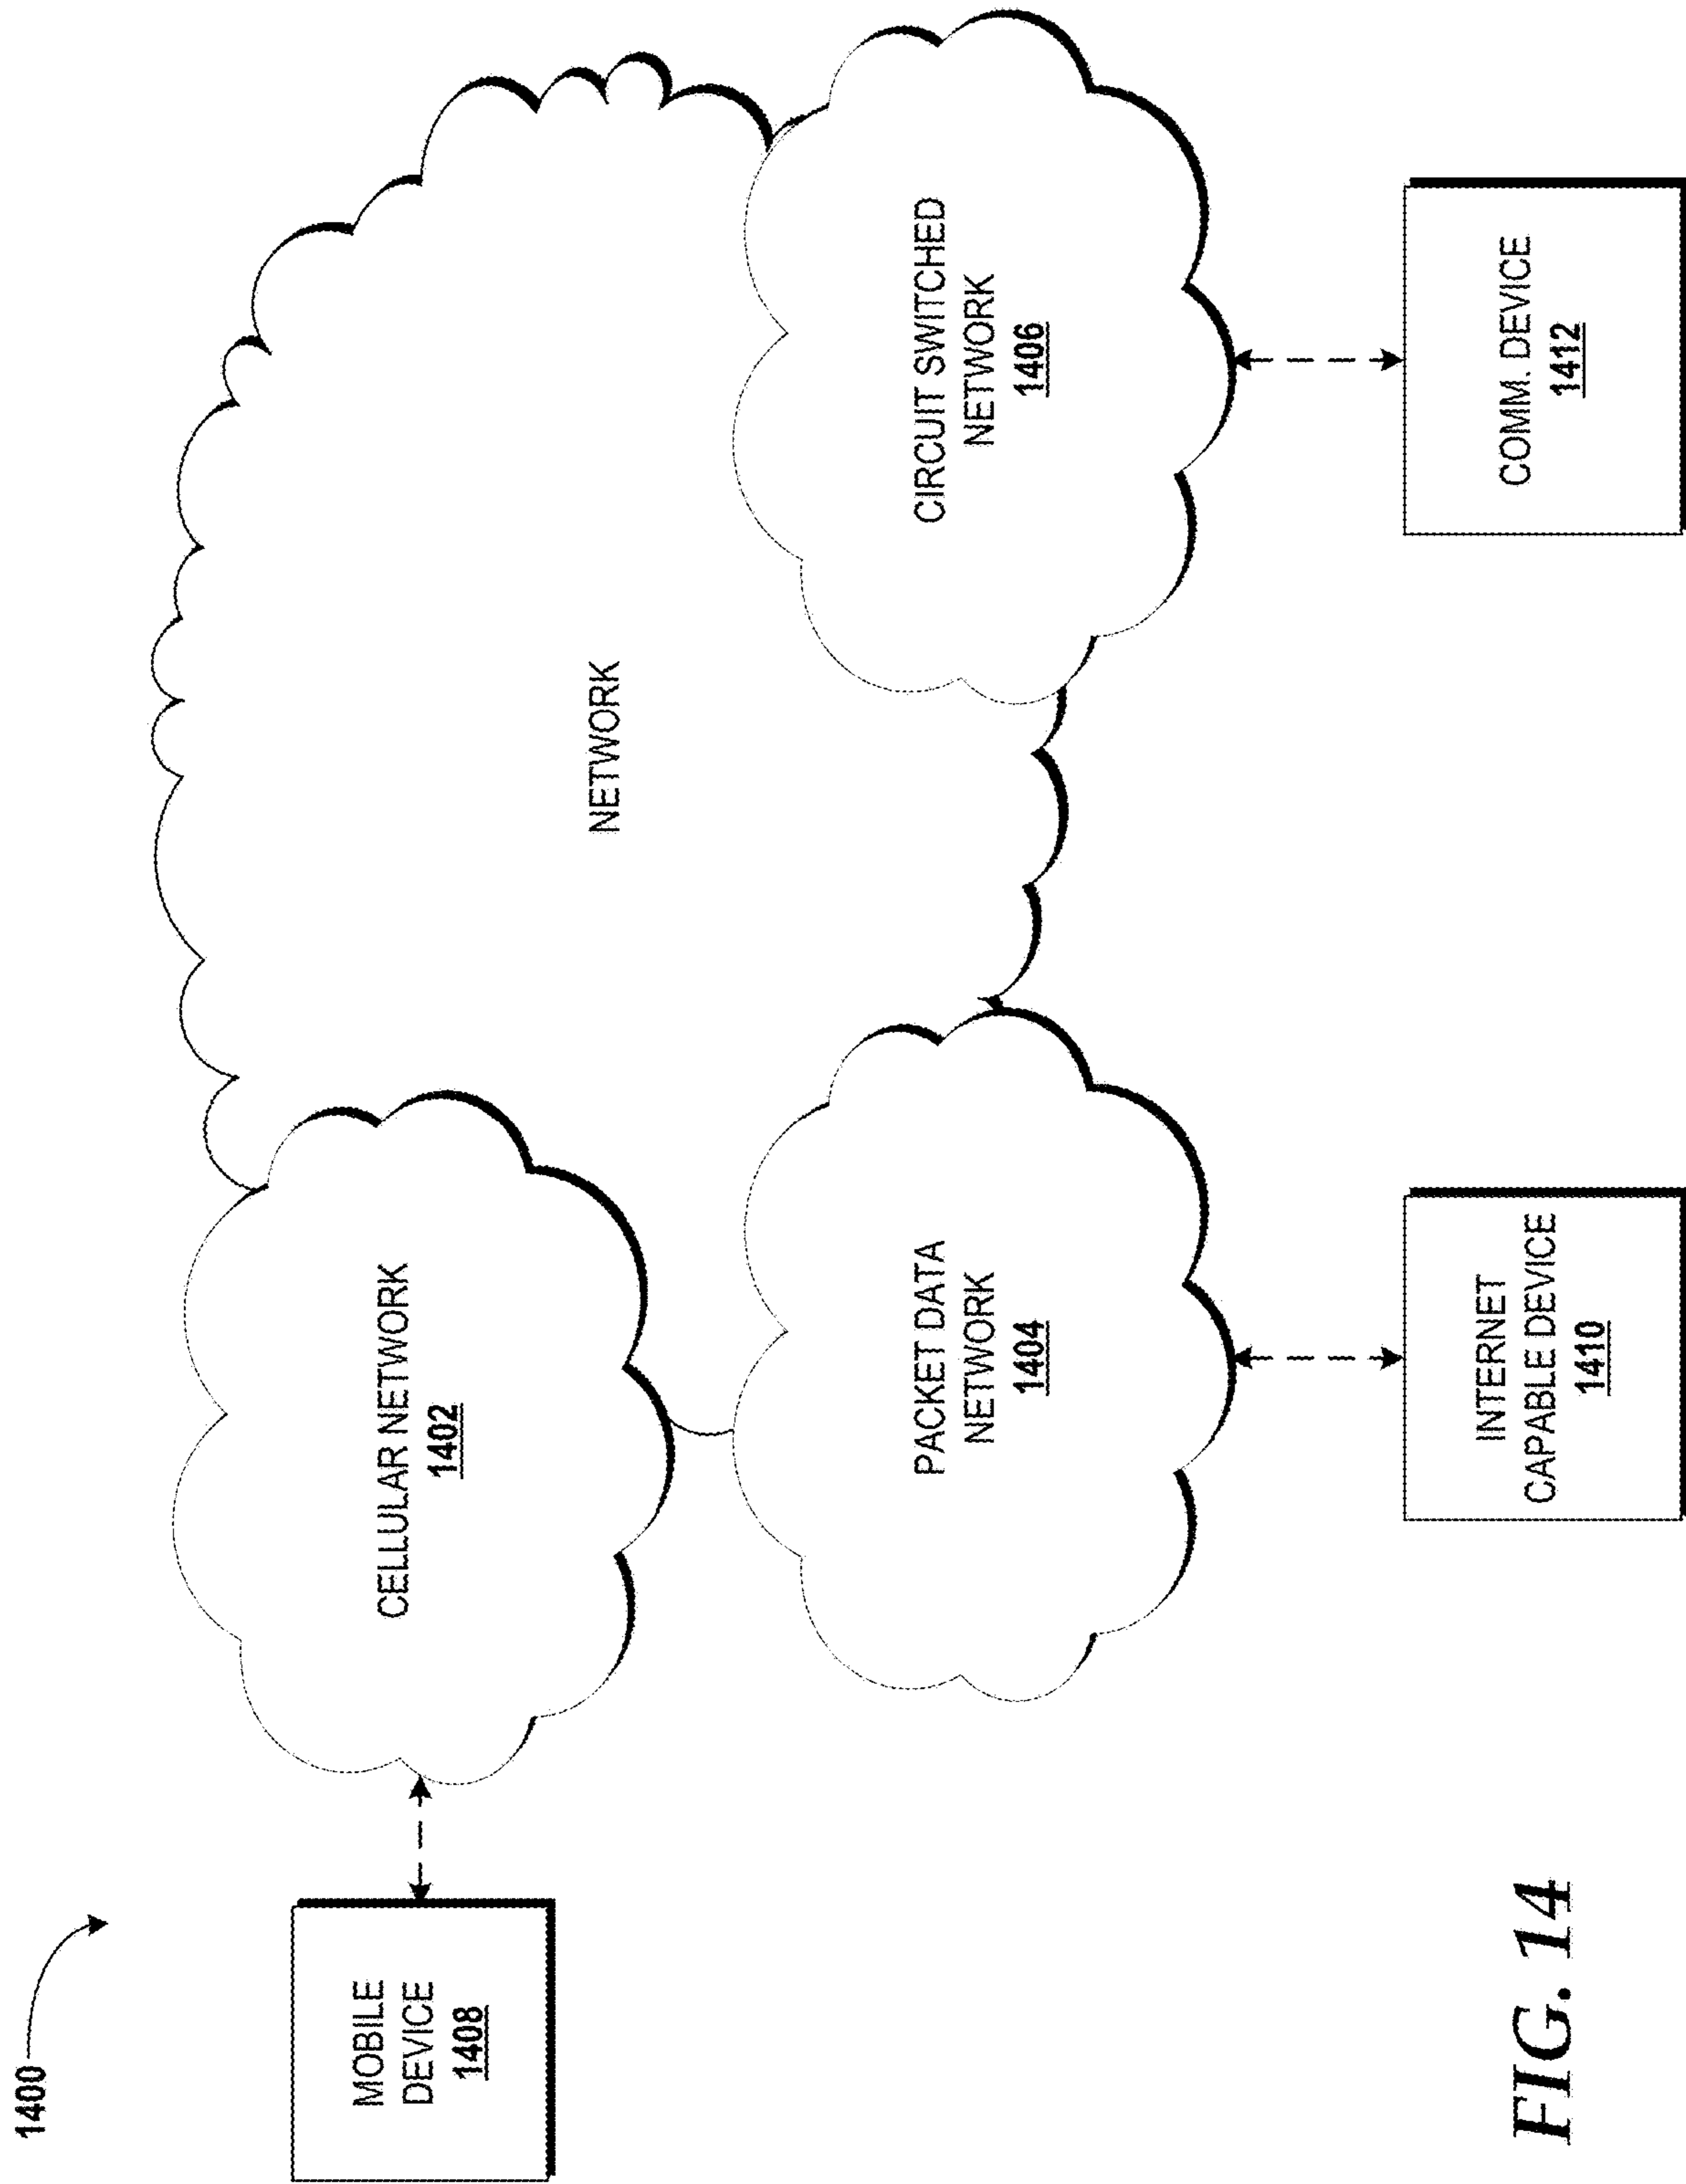 1400
MOBILE
DEVICE
1408
CELLULAR NETWORK
1402
NETWORK
PACKET DATA
NETWORK
1404
CIRCUIT SWITCHED
NETWORK
1406
INTERNET
CAPABLE DEVICE
1410
COMM. DEVICE
1412
FIG. 14